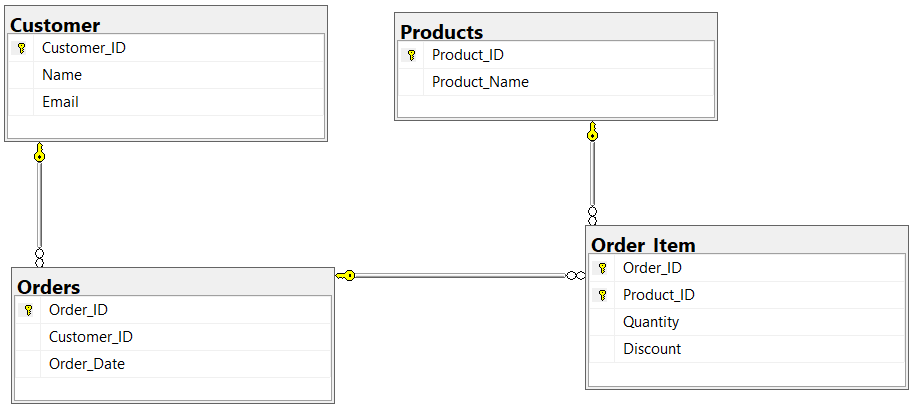 Customer
Customer_ID
Name
Email
Products
Product_ID
Product_Name
Orders
Order_ID
Customer_ID
Order_Date
Order_Item
Order_ID
Product_ID
Quantity
Discount